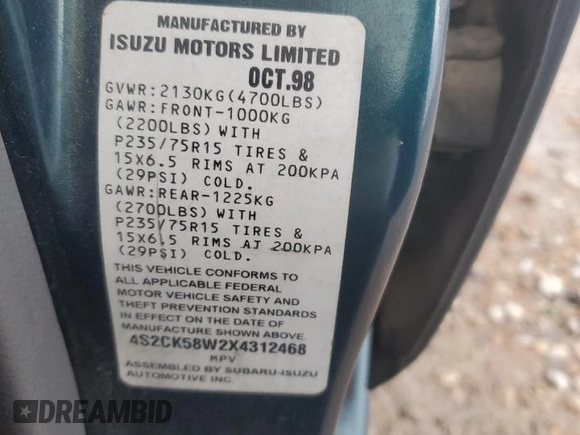 MANUFACTURED BY
ISUZU MOTORS LIMITED
OCT.98
GVWR:2130KG(4700LBS)
GAWR:FRONT-1000KG
(2200LBS) WITH
P235/75R15 TIRES &
15X6.5 RIMS AT 200KPA
(29PSI) COLD.
GAWR:REAR-1225KG
(2700LBS) WITH
P235/75R15 TIRES &
15X6.5 RIMS AT 200KPA
(29PSI) COLD.
THIS VEHICLE CONFORMS TO
ALL APPLICABLE FEDERAL
MOTOR VEHICLE SAFETY AND
THEFT PREVENTION STANDARDS
IN EFFECT ON THE DATE OF
MANUFACTURE SHOWN ABOVE
4S2CK58W2X4312468
MPV
ASSEMBLED BY SUBARU-ISUZU
AUTOMOTIVE INC.
DREAMBID